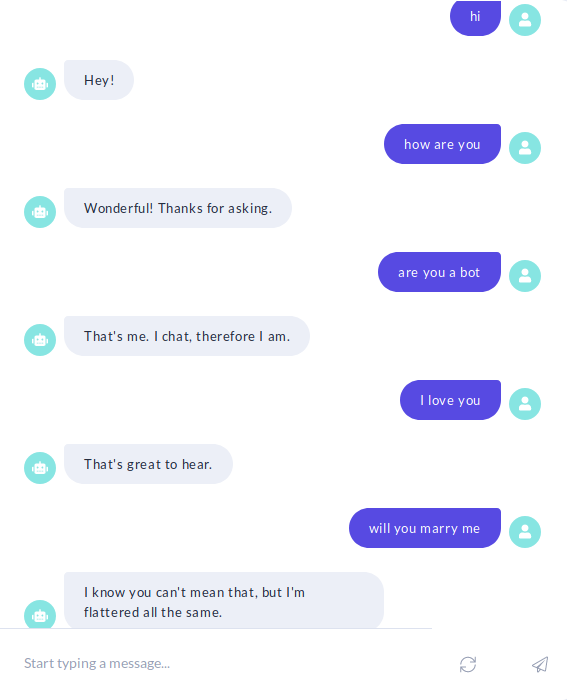 hi
Hey!
how are you
Wonderful! Thanks for asking.
are you a bot
That's me. I chat, therefore I am.
I love you
That's great to hear.
will you marry me
I know you can't mean that, but I'm
flattered all the same.
Start typing a message...